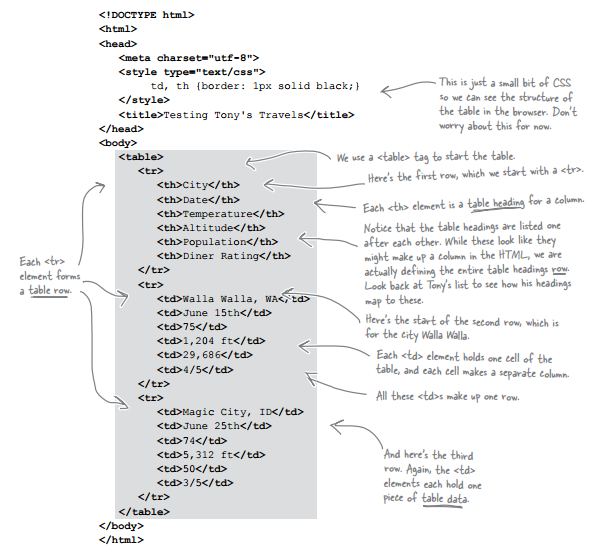 <!DOCTYPE html>
<html>
<head>
<meta charset="utf-8">
<style type="text/css">
td, th {border: 1px solid black;}
</style>
<title>Testing Tony's Travels</title>
</head>
<body>
<table>
<tr>
<th>City</th>
<th>Date</th>
<th>Temperature</th>
<th>Altitude</th>
<th>Population</th>
<th>Diner Rating</th>
</tr>
<tr>
<td>Walla Walla, WA</td>
<td>June 15th</td>
<td>75</td>
<td>1,204 ft</td>
<td>29,686</td>
<td>4/5</td>
</tr>
<tr>
<td>Magic City, ID</td>
<td>June 25th</td>
<td>74</td>
<td>5,312 ft</td>
<td>50</td>
<td>3/5</td>
</tr>
</table>
</body>
</html>
Each <tr>
element forms
a table row.
This is just a small bit of CSS
so we can see the structure of
the table in the browser. Don't
worry about this for now.
We use a <table> tag to start the table.
Here's the first row, which we start with a <tr>.
Each <th> element is a table heading for a column.
Notice that the table headings are listed one
after each other. While these look like they
might make up a column in the HTML, we are
actually defining the entire table headings row.
Look back at Tony's list to see how his headings
map to these.
Here's the start of the second row, which is
for the city Walla Walla.
Each <td> element holds one cell of the
table, and each cell makes a separate column.
All these <td>s make up one row.
And here's the third
row. Again, the <td>
elements each hold one
piece of table data.